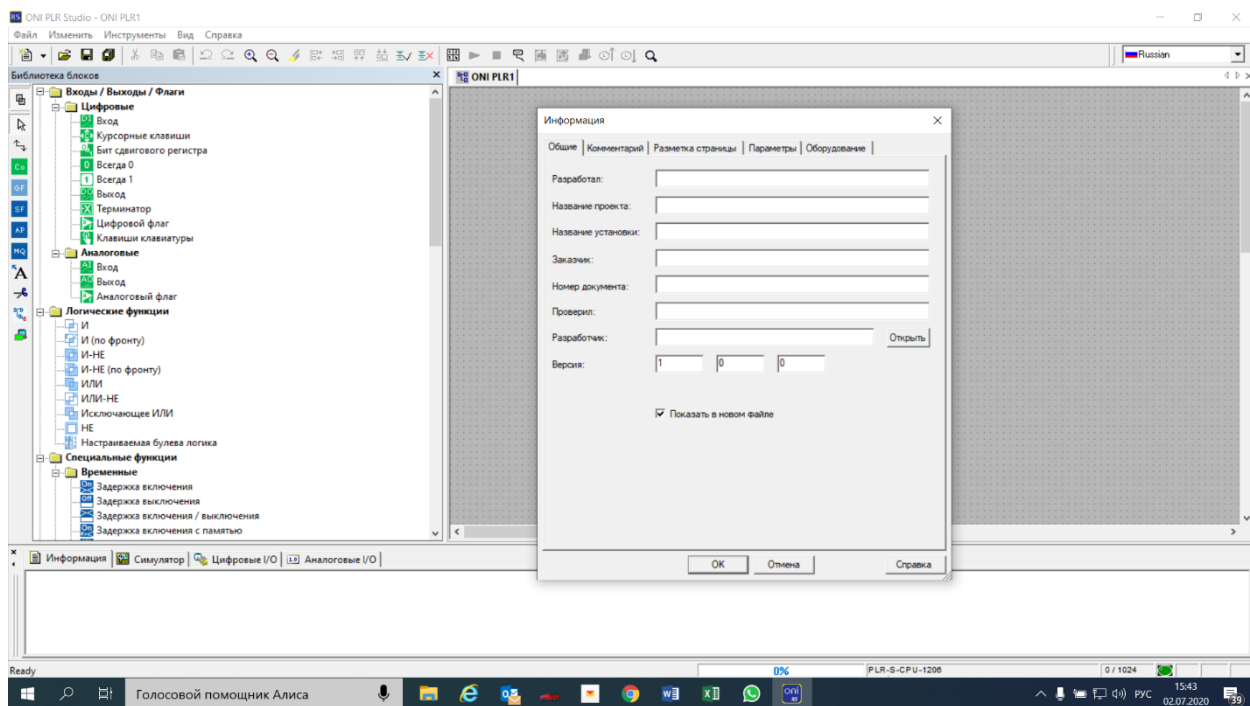 ONI PLR Studio - ONI PLR1
Файл Изменить Инструменты Вид Справка
Russian
Библиотека блоков
ONI PLR1
Входы / Выходы / Флаги
Цифровые
Вход
Курсорные клавиши
Бит сдвигового регистра
Всегда 0
Всегда 1
Выход
Терминатор
Цифровой флаг
Клавиши клавиатуры
Аналоговые
Вход
Выход
Аналоговый флаг
Логические функции
И
И (по фронту)
И-НЕ
И-НЕ (по фронту)
ИЛИ
ИЛИ-НЕ
Исключающее ИЛИ
НЕ
Настраиваемая булева логика
Специальные функции
Временные
Задержка включения
Задержка выключения
Задержка включения / выключения
Задержка включения с памятью
Co
GF
SF
AP
MQ
A
Информация
Общие Комментарий Разметка страницы Параметры Оборудование
Разработал:
Название проекта:
Название установки:
Заказчик:
Номер документа:
Проверил:
Разработчик:
Открыть
Версия: 1 0 0
Показать в новом файле
OK Отмена Справка
Информация Симулятор Цифровые I/O Аналоговые I/O
Ready 0% PLR-S-CPU-1206 0 / 1024
Голосовой помощник Алиса
РУС
15:43
02.07.2020
39